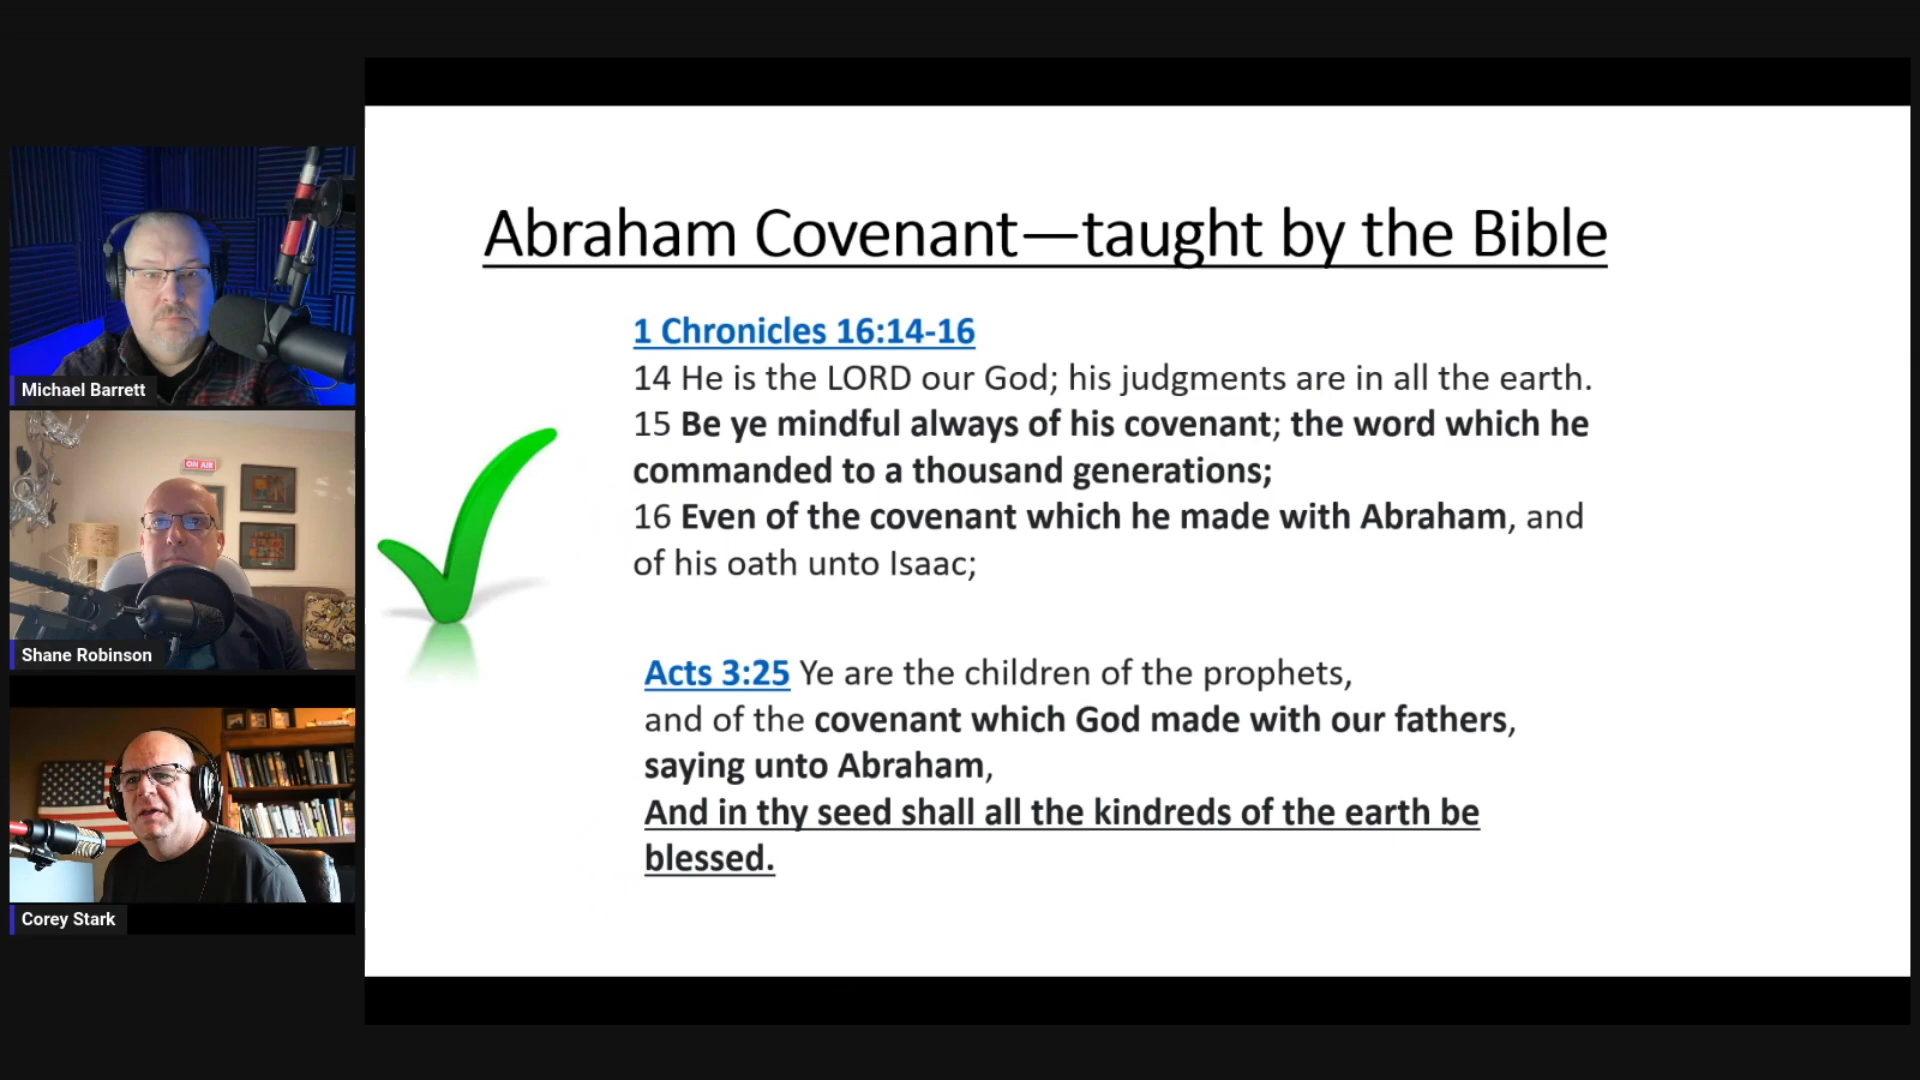 Abraham Covenant—taught by the Bible
1 Chronicles 16:14-16
14 He is the LORD our God; his judgments are in all the earth.
15 Be ye mindful always of his covenant; the word which he
commanded to a thousand generations;
16 Even of the covenant which he made with Abraham, and
of his oath unto Isaac;
Acts 3:25 Ye are the children of the prophets,
and of the covenant which God made with our fathers,
saying unto Abraham,
And in thy seed shall all the kindreds of the earth be
blessed.
Michael Barrett
ON AIR
Shane Robinson
Corey Stark